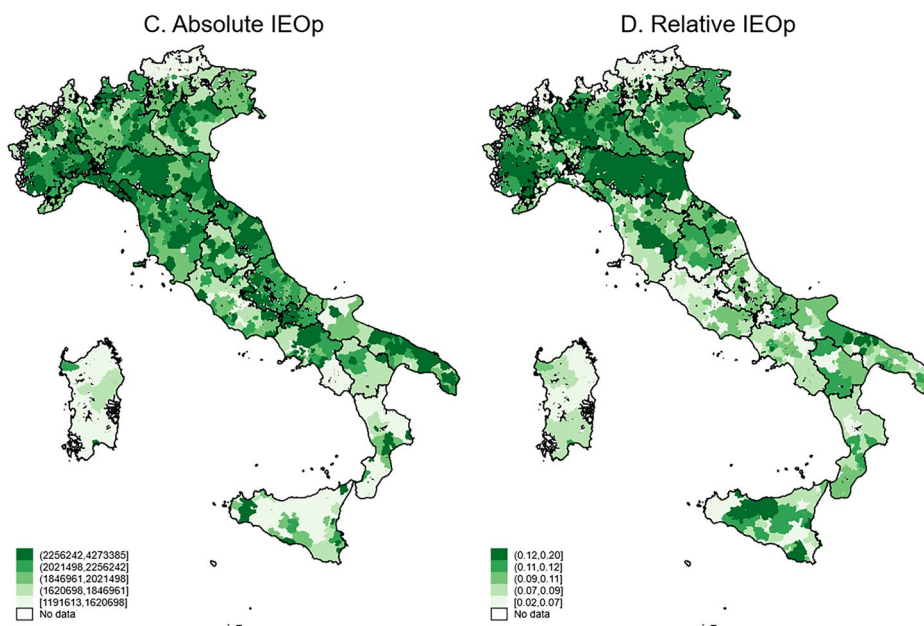 C. Absolute IEOp
D. Relative IEOp
(2256242,4273385]
(2021498,2256242]
(1846961,2021498]
(1620698,1846961]
[1191613,1620698]
No data
(0.12,0.20]
(0.11,0.12]
(0.09,0.11]
(0.07,0.09]
[0.02,0.07]
No data